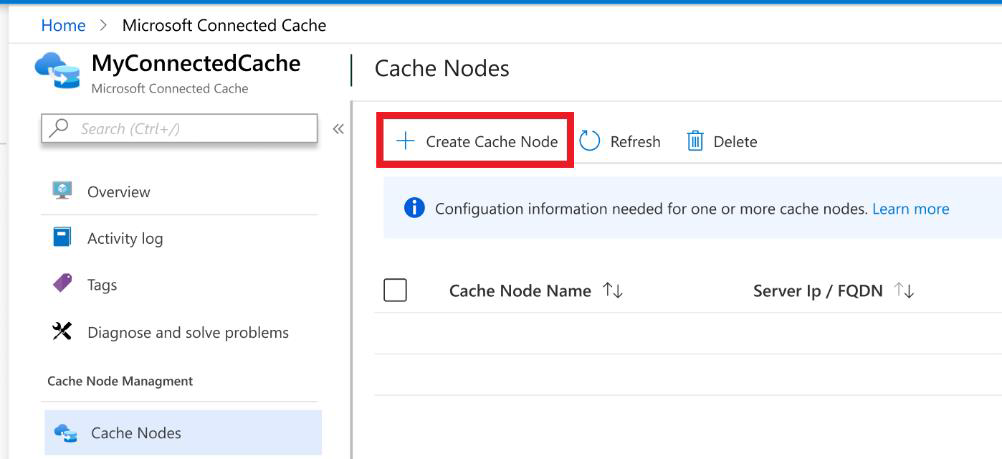 Home > Microsoft Connected Cache
MyConnectedCache
Microsoft Connected Cache
Cache Nodes
Search (Ctrl+/)
«
Create Cache Node Refresh Delete
Configuation information needed for one or more cache nodes. Learn more
Overview
Activity log
Tags
Diagnose and solve problems
Cache Node Managment
Cache Nodes
Cache Node Name ↑↓ Server Ip / FQDN ↑↓